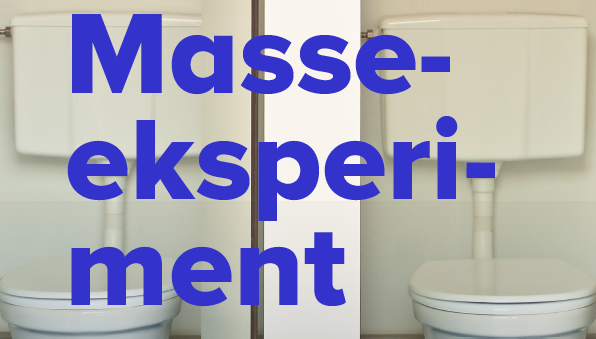 Masse-
eksperi-
ment